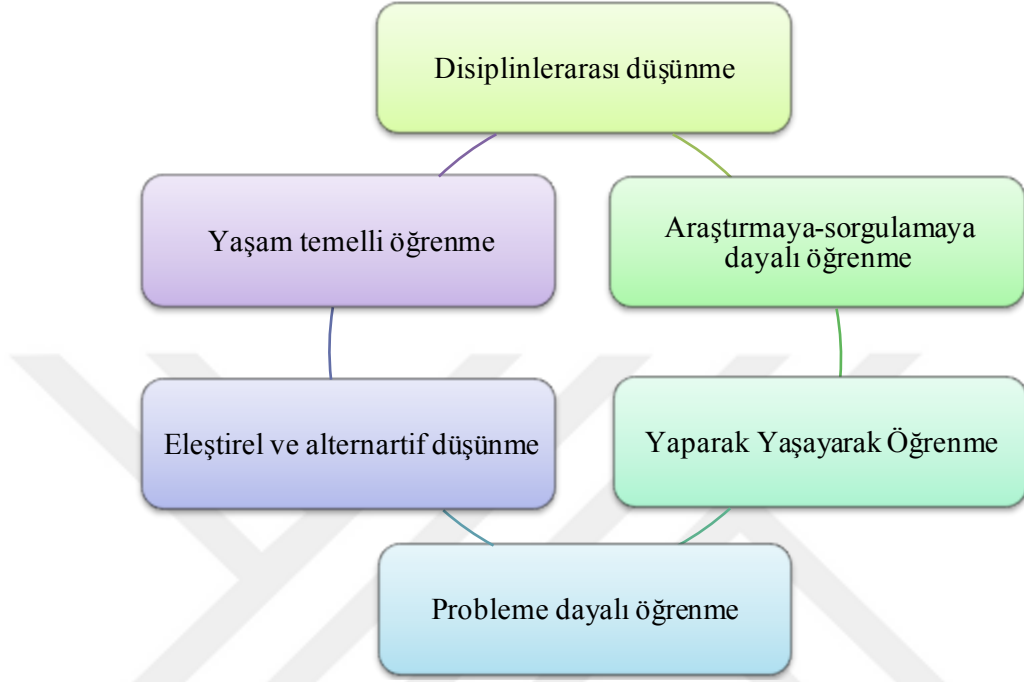 Disiplinlerarası düşünme
Yaşam temelli öğrenme
Araştırmaya-sorgulamaya
dayalı öğrenme
Eleştirel ve alternartif düşünme
Yaparak Yaşayarak Öğrenme
Probleme dayalı öğrenme